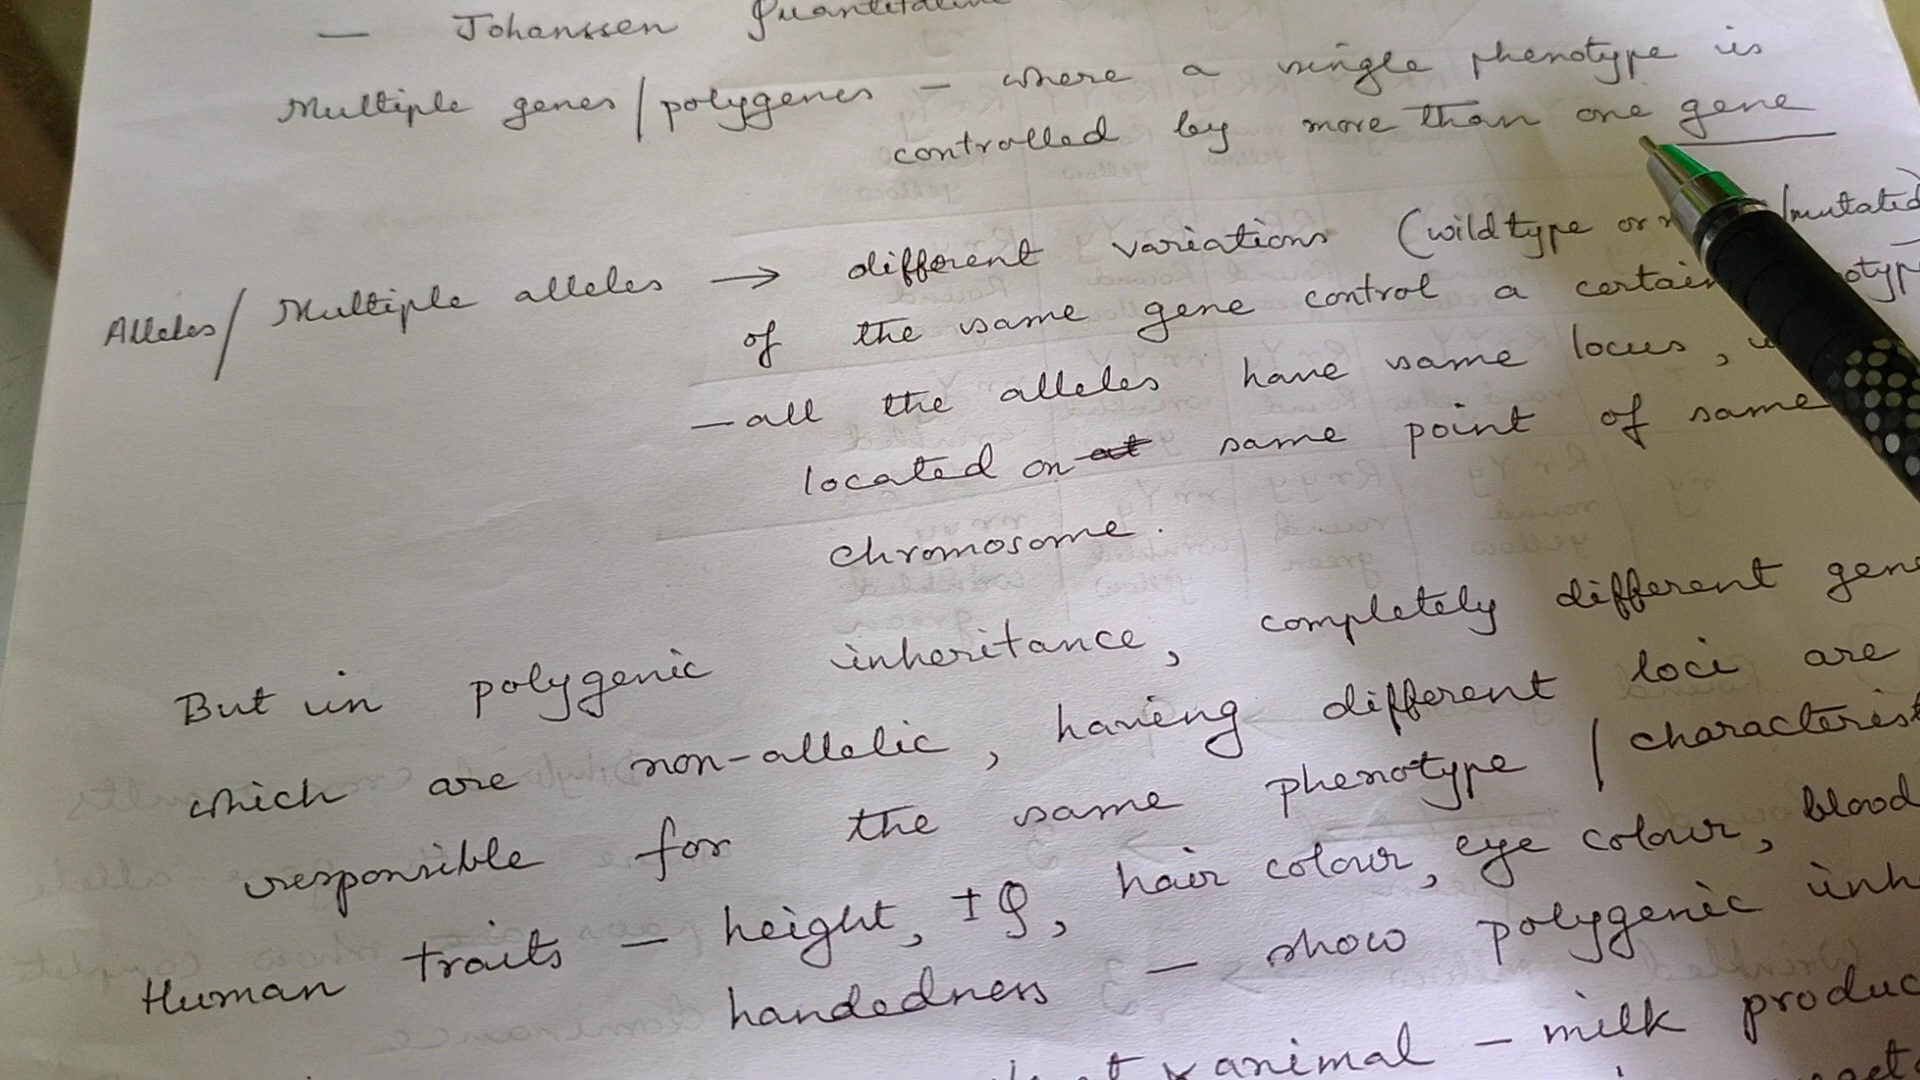 — Johanssen
Multiple genes/polygenes – where a single phenotype is
controlled by more than one gene
Alleles/Multiple alleles → different variations (wildtype or /mutated)
of the same gene control a
— all the alleles have same locus,
located on at same point of same
chromosome.
But in polygenic inheritance, completely different
which are non-allelic, having different loci are
responsible for the same phenotype/
Human traits – height, IQ, hair colour, eye colour, blood
handedness – show polygenic
animal – milk